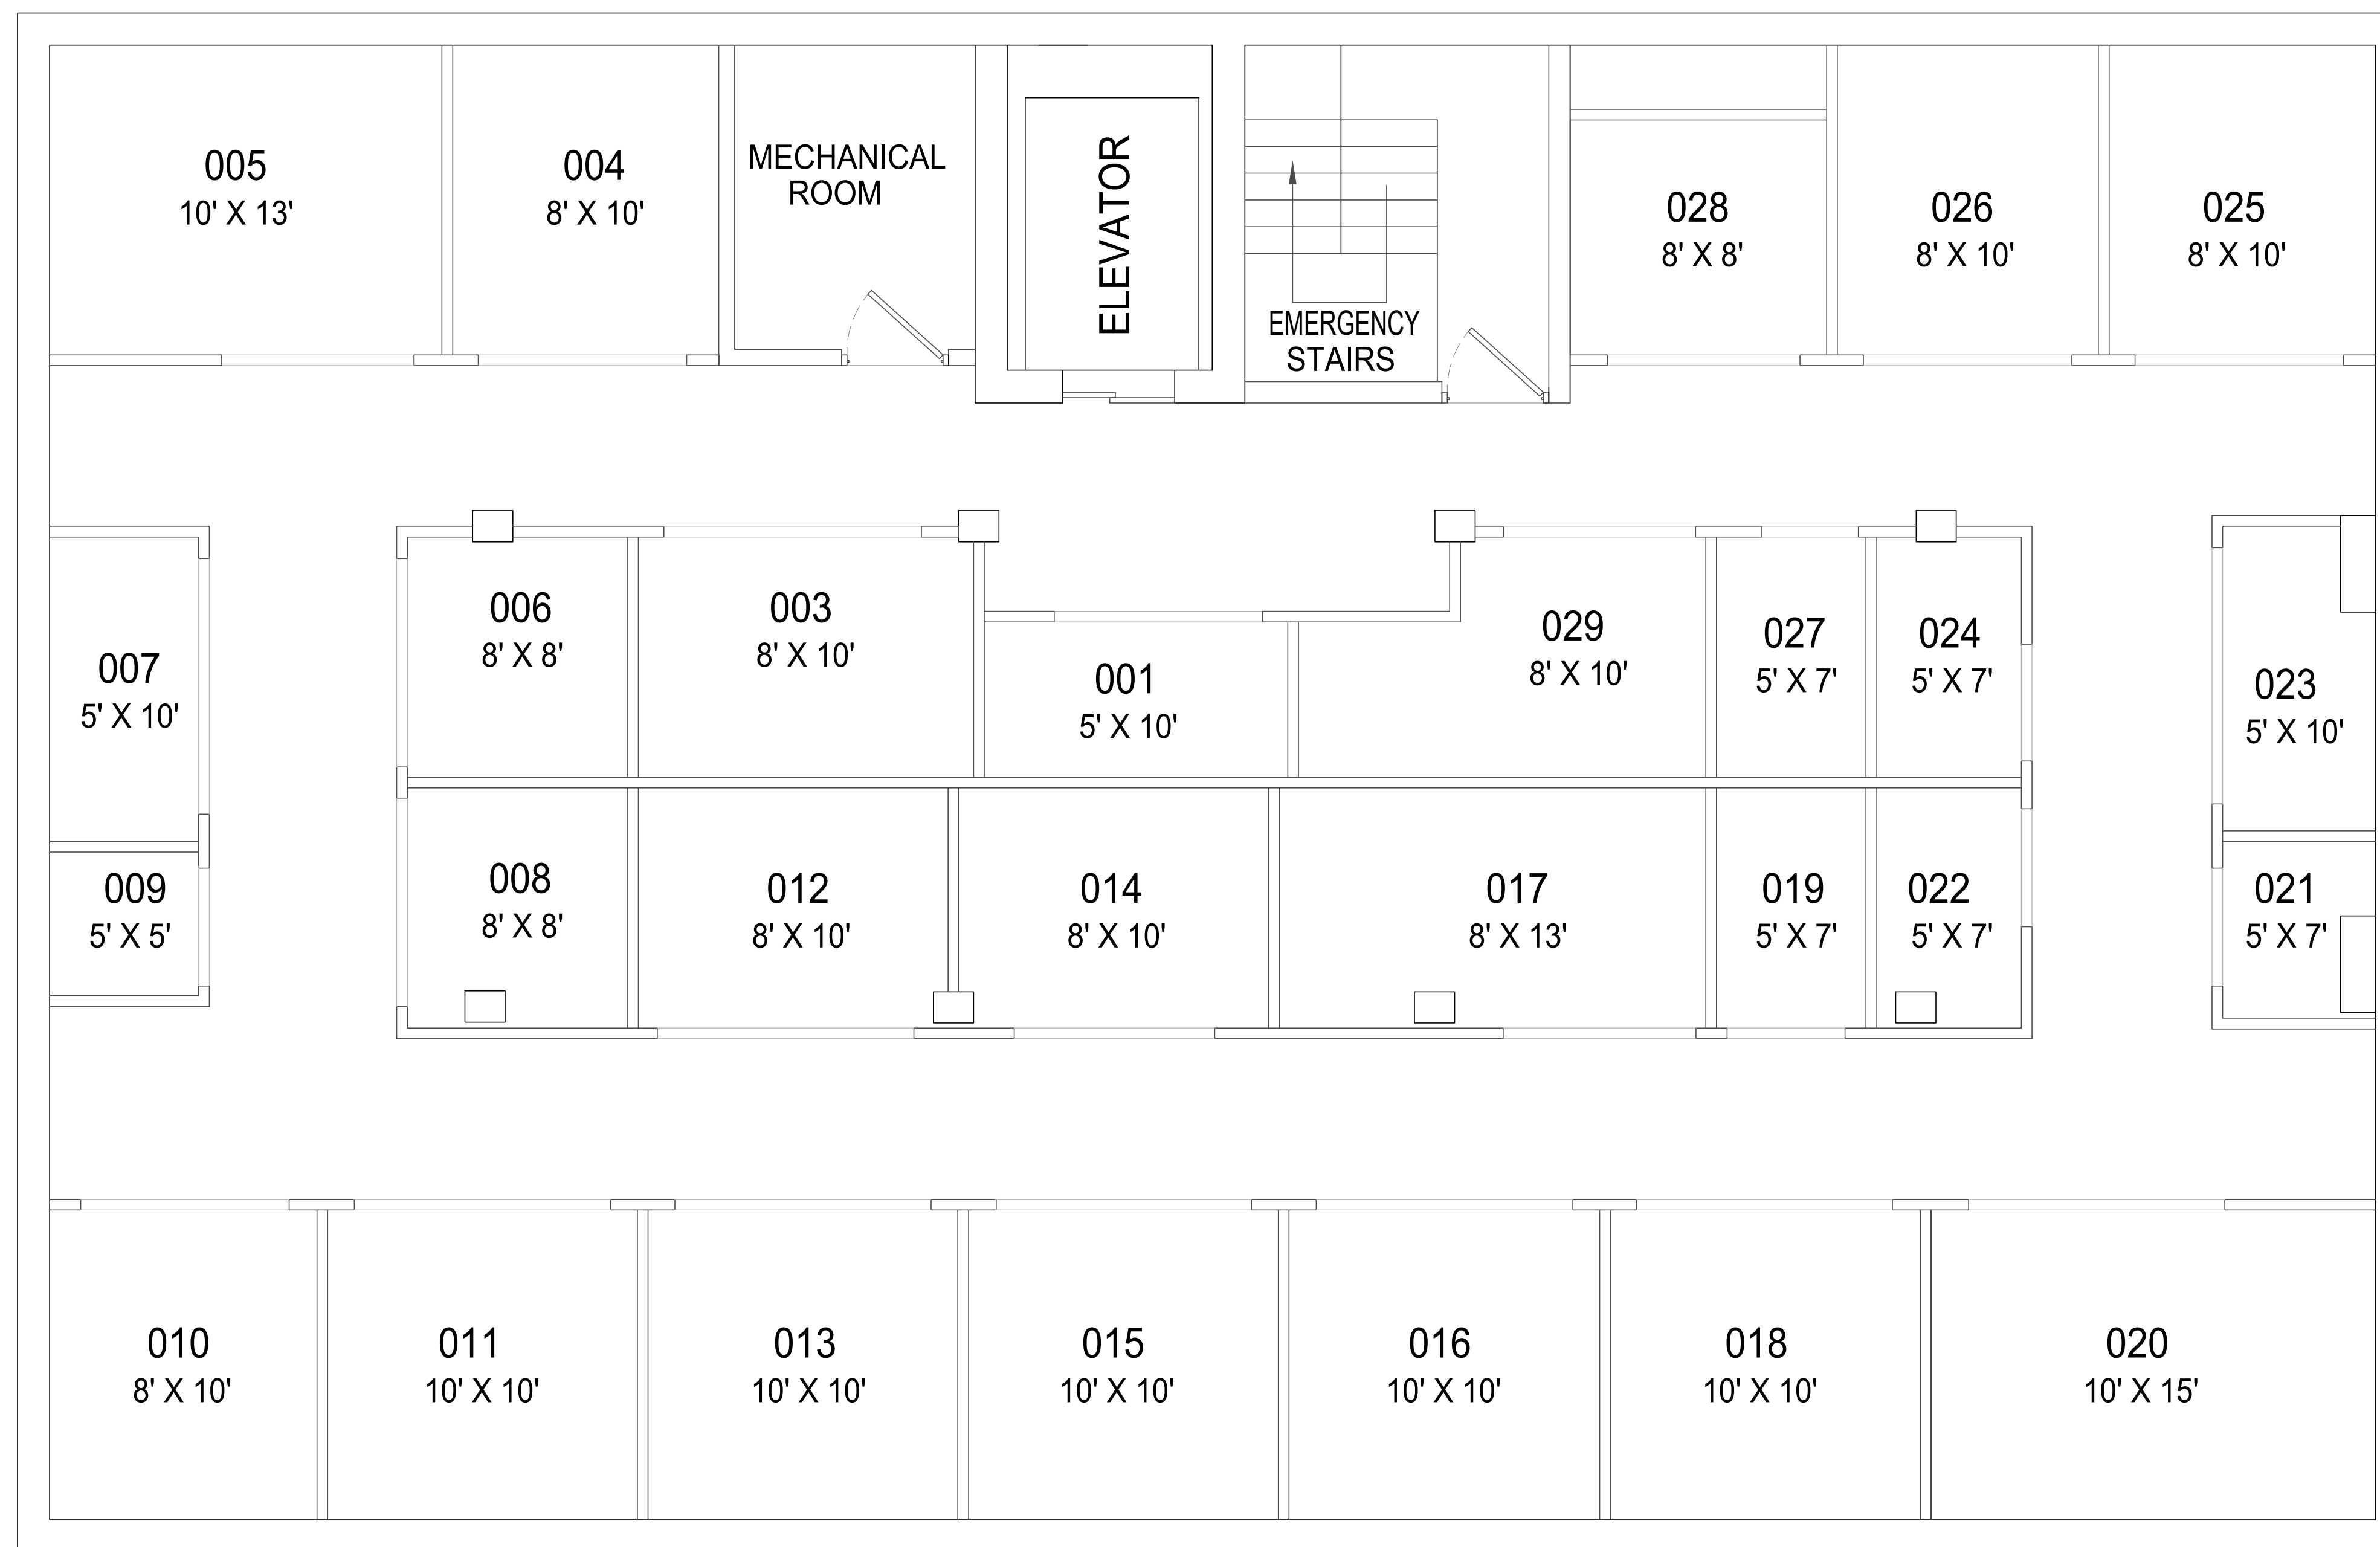 005
10' X 13'
004
8' X 10'
MECHANICAL
ROOM
ELEVATOR
EMERGENCY
STAIRS
028
8' X 8'
026
8' X 10'
025
8' X 10'
007
5' X 10'
006
8' X 8'
003
8' X 10'
001
5' X 10'
029
8' X 10'
027
5' X 7'
024
5' X 7'
023
5' X 10'
009
5' X 5'
008
8' X 8'
012
8' X 10'
014
8' X 10'
017
8' X 13'
019
5' X 7'
022
5' X 7'
021
5' X 7'
010
8' X 10'
011
10' X 10'
013
10' X 10'
015
10' X 10'
016
10' X 10'
018
10' X 10'
020
10' X 15'